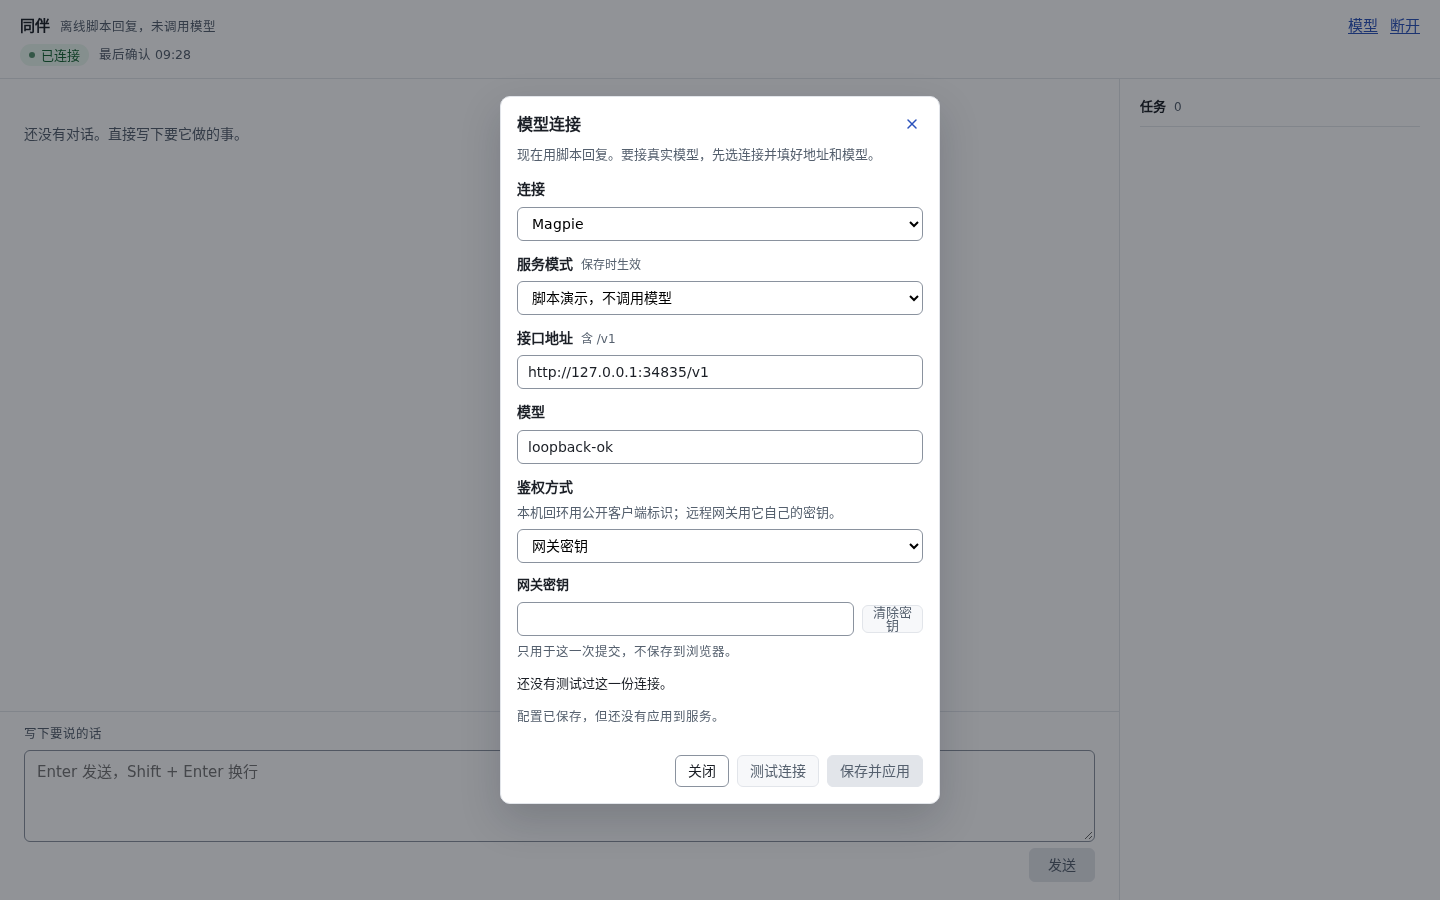 同伴 离线脚本回复，未调用模型
模型 断开
已连接 最后确认 09:28
还没有对话。直接写下要它做的事。
任务 0
模型连接
×
现在用脚本回复。要接真实模型，先选连接并填好地址和模型。
连接
Magpie
服务模式 保存时生效
脚本演示，不调用模型
接口地址 含 /v1
http://127.0.0.1:34835/v1
模型
loopback-ok
鉴权方式
本机回环用公开客户端标识；远程网关用它自己的密钥。
网关密钥
网关密钥
清除密
钥
只用于这一次提交，不保存到浏览器。
还没有测试过这一份连接。
配置已保存，但还没有应用到服务。
关闭 测试连接 保存并应用
写下要说的话
Enter 发送，Shift + Enter 换行
发送